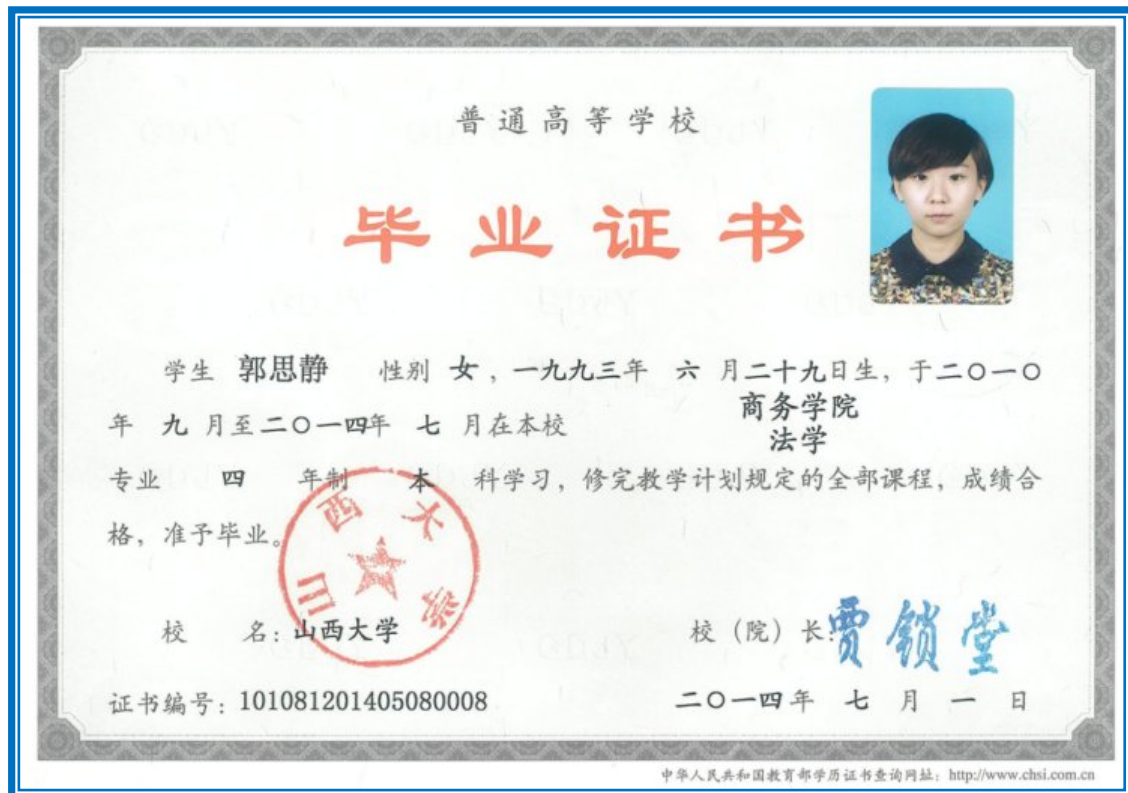 普通高等学校
毕业证书
学生 郭思静 性别 女，一九九三年 六 月二十九日生，于二〇一〇
年 九 月至二〇一四年 七 月在本校
商务学院
法学
专业 四 年制 本 科学习，修完教学计划规定的全部课程，成绩合
格，准予毕业。
山西大学
校 名：山西大学
校（院）长：贾锁堂
证书编号：101081201405080008
二〇一四年 七 月 一 日
中华人民共和国教育部学历证书查询网址：http://www.chsi.com.cn